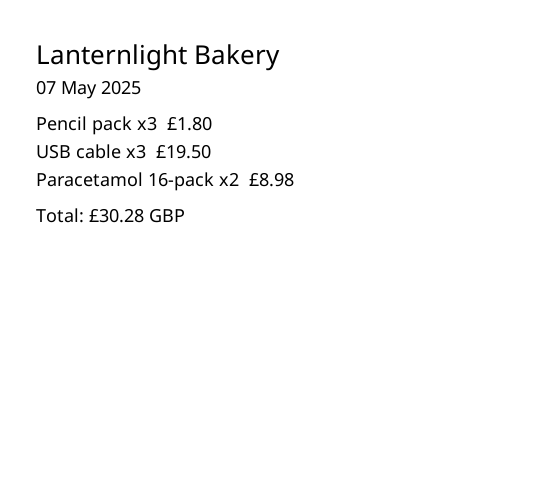 Lanternlight Bakery
07 May 2025
Pencil pack x3  £1.80
USB cable x3  £19.50
Paracetamol 16-pack x2  £8.98
Total: £30.28 GBP